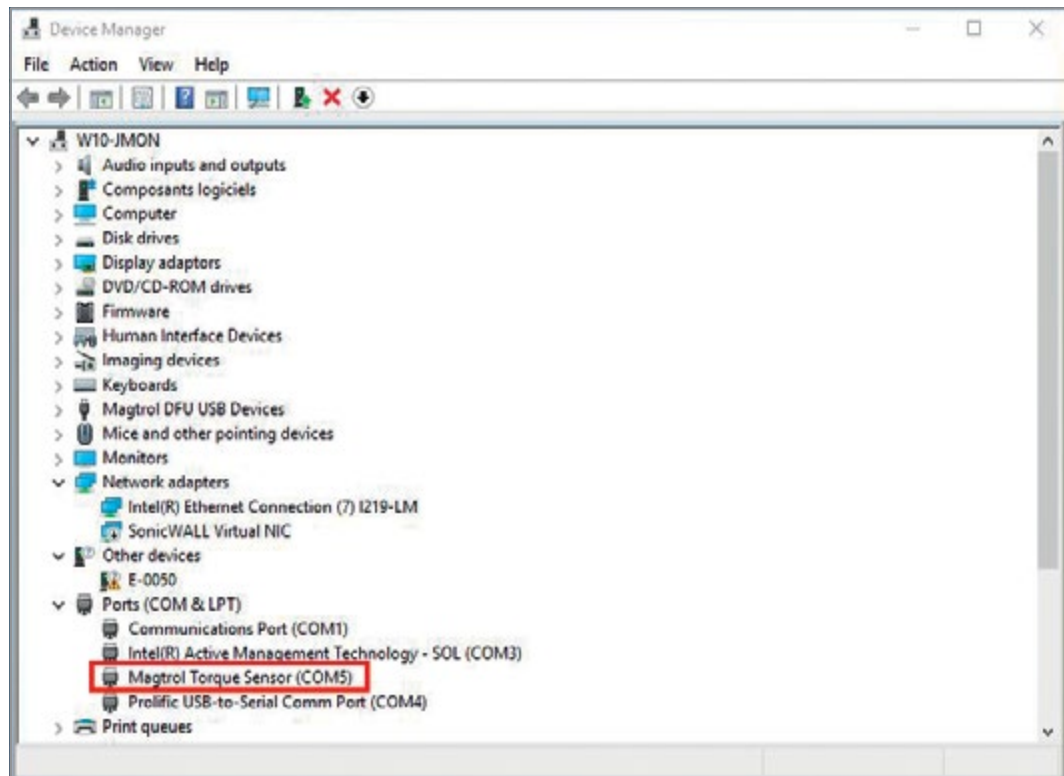 Device Manager
File Action View Help
W10-JMON
Audio inputs and outputs
Composants logiciels
Computer
Disk drives
Display adaptors
DVD/CD-ROM drives
Firmware
Human Interface Devices
Imaging devices
Keyboards
Magtrol DFU USB Devices
Mice and other pointing devices
Monitors
Network adapters
Intel(R) Ethernet Connection (7) I219-LM
SonicWALL Virtual NIC
Other devices
E-0050
Ports (COM & LPT)
Communications Port (COM1)
Intel(R) Active Management Technology - SOL (COM3)
Magtrol Torque Sensor (COM5)
Prolific USB-to-Serial Comm Port (COM4)
Print queues